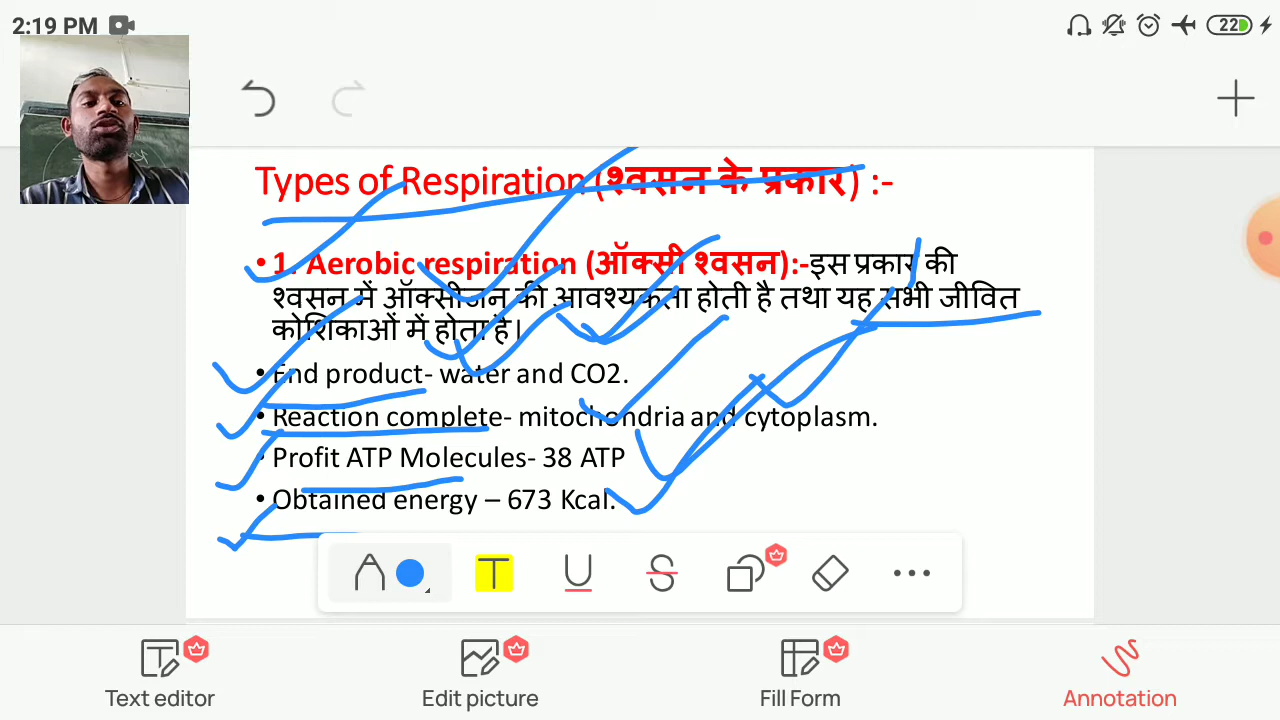 2:19 PM
22
Types of Respiration (श्वसन के प्रकार) :-
• 1. Aerobic respiration (ऑक्सी श्वसन):-इस प्रकार की
श्वसन में ऑक्सीजन की आवश्यकता होती है तथा यह सभी जीवित
कोशिकाओं में होता है।
• End product- water and CO2.
• Reaction complete- mitochondria and cytoplasm.
• Profit ATP Molecules- 38 ATP
• Obtained energy – 673 Kcal.
T U S
Text editor Edit picture Fill Form Annotation